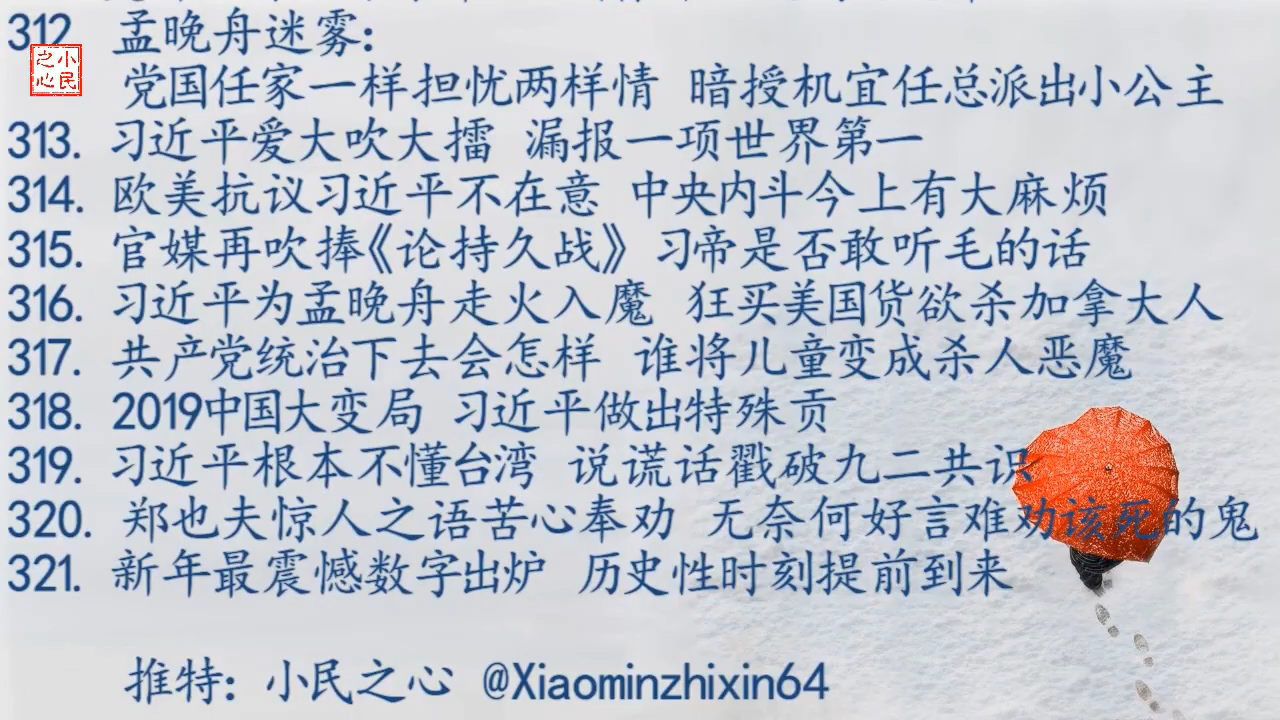 312. 孟晚舟迷雾:
党国任家一样担忧两样情 暗授机宜任总派出小公主
313. 习近平爱大吹大擂 漏报一项世界第一
314. 欧美抗议习近平不在意 中央内斗今上有大麻烦
315. 官媒再吹捧《论持久战》 习帝是否敢听毛的话
316. 习近平为孟晚舟走火入魔 狂买美国货欲杀加拿大人
317. 共产党统治下去会怎样 谁将儿童变成杀人恶魔
318. 2019中国大变局 习近平做出特殊贡
319. 习近平根本不懂台湾 说谎话戳破九二共识
320. 郑也夫惊人之语苦心奉劝 无奈何好言难劝该死的鬼
321. 新年最震憾数字出炉 历史性时刻提前到来
推特: 小民之心 @Xiaominzhixin64
小民之心